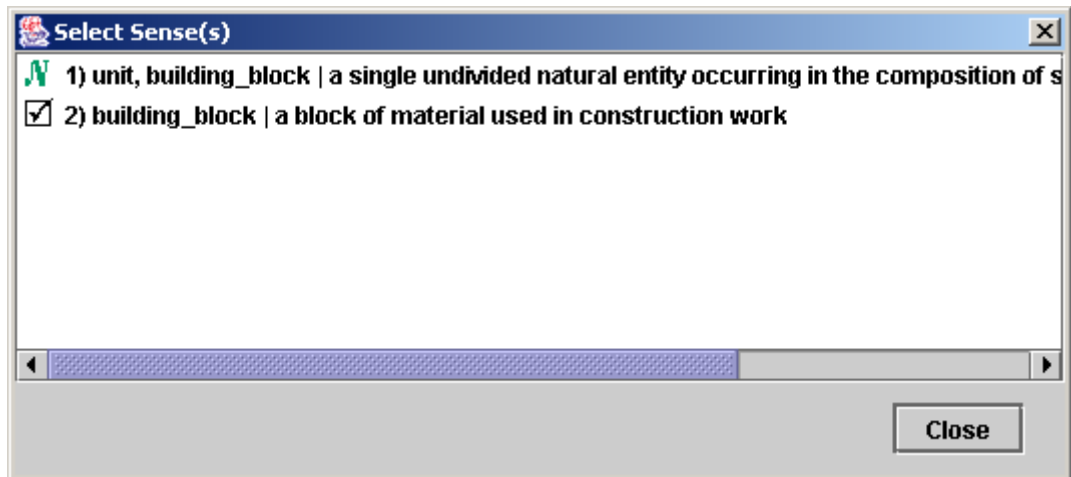 Select Sense(s)
N 1) unit, building_block | a single undivided natural entity occurring in the composition of s
2) building_block | a block of material used in construction work
Close